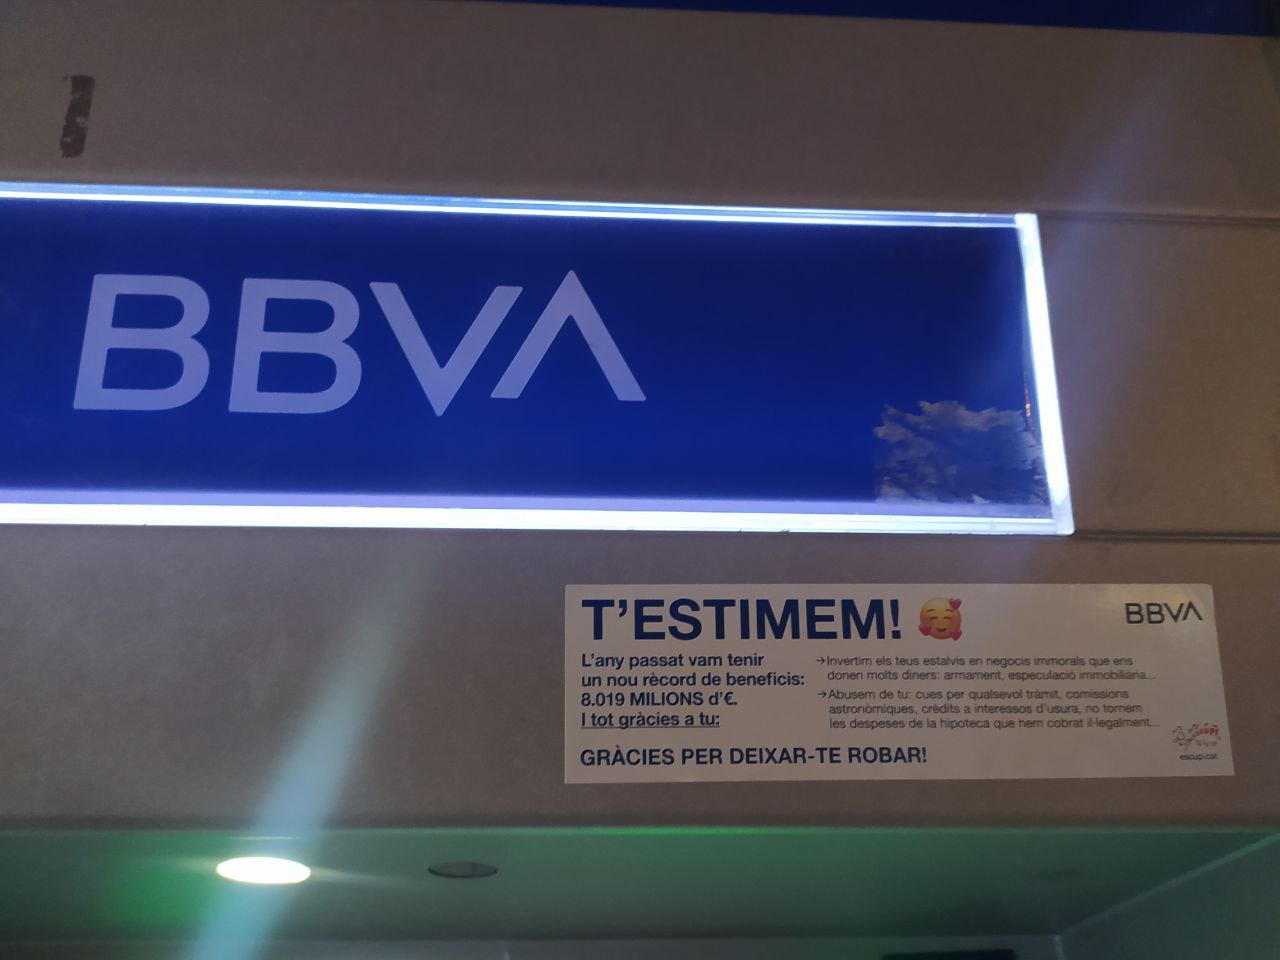 BBVA
T'ESTIMEM! 🥰
BBVA
L'any passat vam tenir
un nou rècord de beneficis:
8.019 MILIONS d'€.
I tot gràcies a tu:
→Invertim els teus estalvis en negocis immorals que ens
donen molts diners: armament, especulació immobiliària...
→Abusem de tu: cues per qualsevol tràmit, comissions
astronòmiques, crèdits a interessos d'usura, no tornem
les despeses de la hipoteca que hem cobrat il·legalment...
GRÀCIES PER DEIXAR-TE ROBAR!
escup.cat